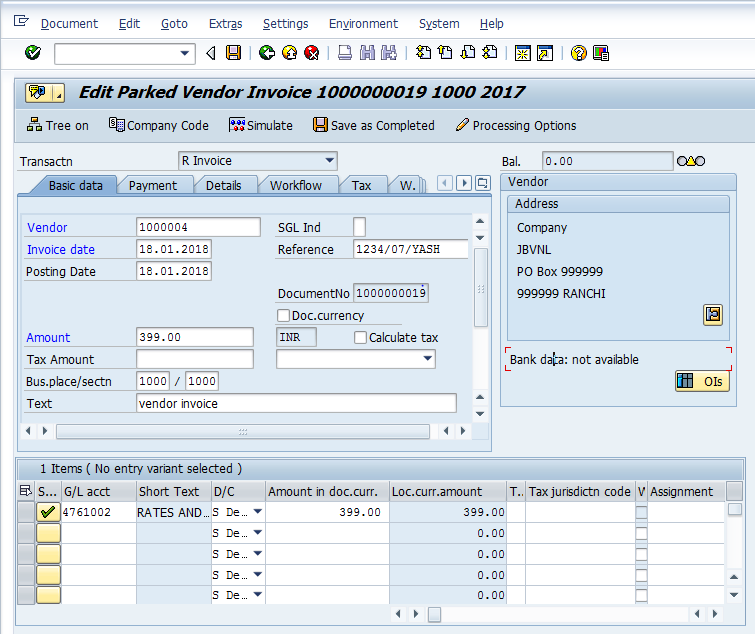 Document Edit Goto Extras Settings Environment System Help
Edit Parked Vendor Invoice 1000000019 1000 2017
Tree on Company Code Simulate Save as Completed Processing Options
Transactn R Invoice Bal. 0.00
Basic data Payment Details Workflow Tax W.
Vendor 1000004 SGL Ind
Invoice date 18.01.2018 Reference 1234/07/YASH
Posting Date 18.01.2018
DocumentNo 1000000019
Doc.currency
Amount 399.00 INR Calculate tax
Tax Amount
Bus.place/sectn 1000 / 1000
Text vendor invoice
Vendor
Address
Company
JBVNL
PO Box 999999
999999 RANCHI
Bank data: not available
OIs
1 Items ( No entry variant selected )
S... G/L acct Short Text D/C Amount in doc.curr. Loc.curr.amount T.. Tax jurisdictn code W Assignment
4761002 RATES AND... S De... 399.00 399.00
S De... 0.00
S De... 0.00
S De... 0.00
S De... 0.00